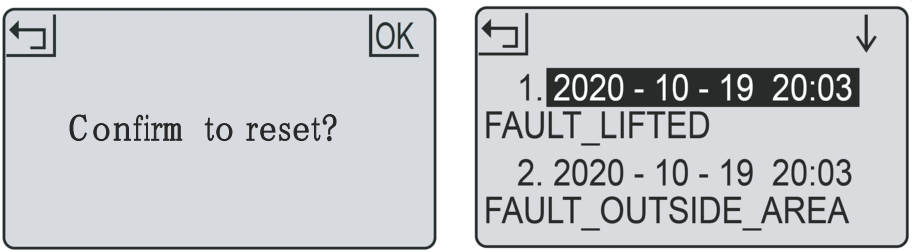 OK
Confirm to reset?
1. 2020 - 10 - 19 20:03
FAULT_LIFTED
2. 2020 - 10 - 19 20:03
FAULT_OUTSIDE_AREA